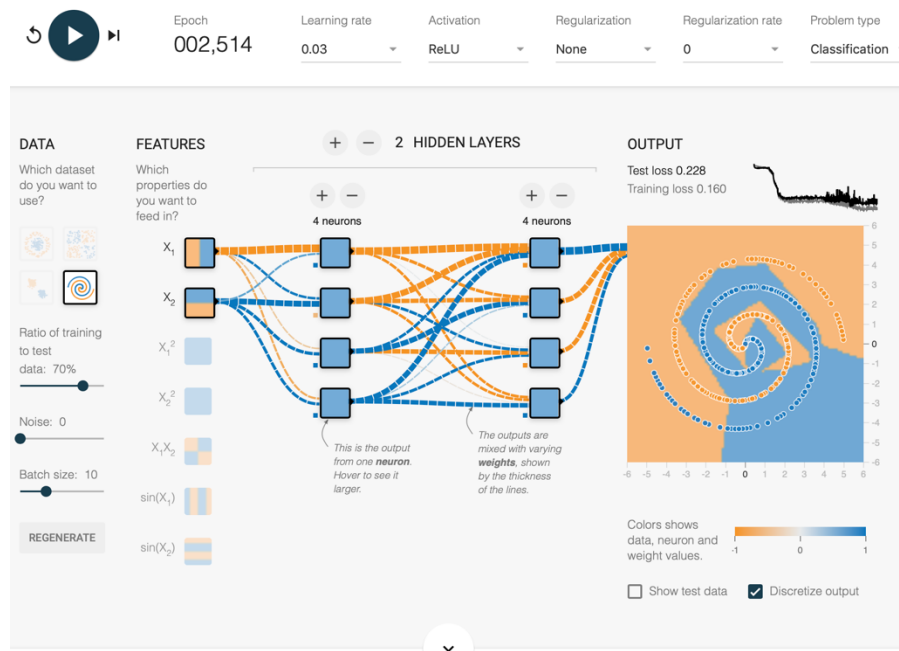 Epoch
002,514
Learning rate
0.03
Activation
ReLU
Regularization
None
Regularization rate
0
Problem type
Classification
DATA
Which dataset
do you want to
use?
Ratio of training
to test
data: 70%
Noise: 0
Batch size: 10
REGENERATE
FEATURES
Which
properties do
you want to
feed in?
X1
X2
X1²
X2²
X1X2
sin(X1)
sin(X2)
+ − 2 HIDDEN LAYERS
+ −
4 neurons
+ −
4 neurons
This is the output
from one neuron.
Hover to see it
larger.
The outputs are
mixed with varying
weights, shown
by the thickness
of the lines.
OUTPUT
Test loss 0.228
Training loss 0.160
6
5
4
3
2
1
0
-1
-2
-3
-4
-5
-6
-6 -5 -4 -3 -2 -1 0 1 2 3 4 5 6
Colors shows
data, neuron and
weight values.
-1 0 1
Show test data
Discretize output